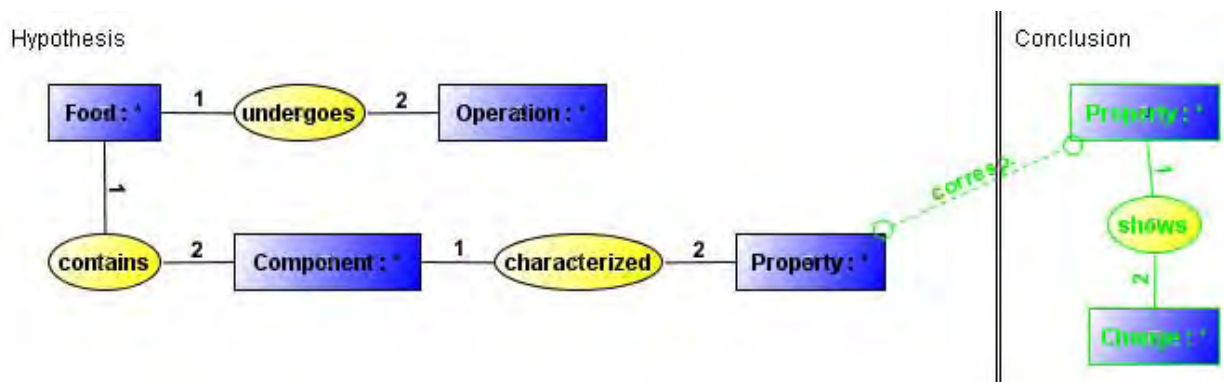 Hypothesis
Conclusion
Food : *
1
undergoes
2
Operation : *
Property : *
1
corresp.
1
shows
contains
2
Component : *
1
characterized
2
Property : *
2
Change : *